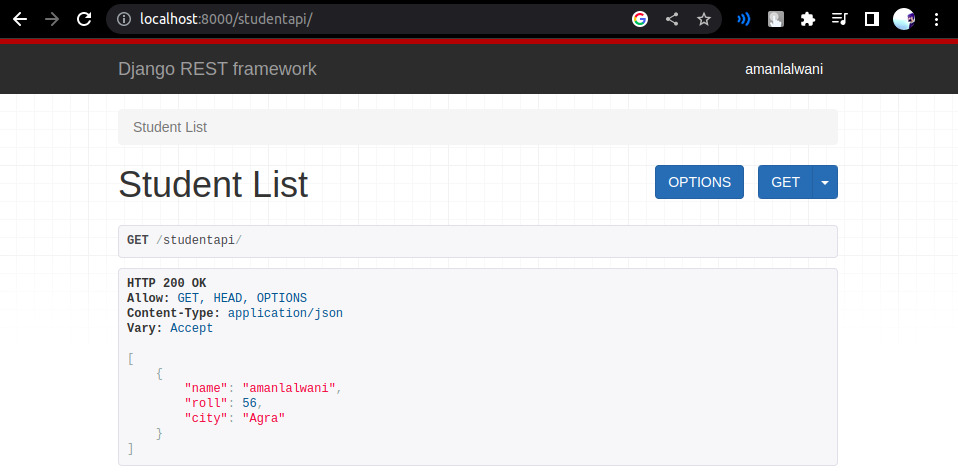 localhost:8000/studentapi/
Django REST framework
amanlalwani
Student List
Student List
OPTIONS
GET
GET /studentapi/
HTTP 200 OK
Allow: GET, HEAD, OPTIONS
Content-Type: application/json
Vary: Accept
[
    {
        "name": "amanlalwani",
        "roll": 56,
        "city": "Agra"
    }
]